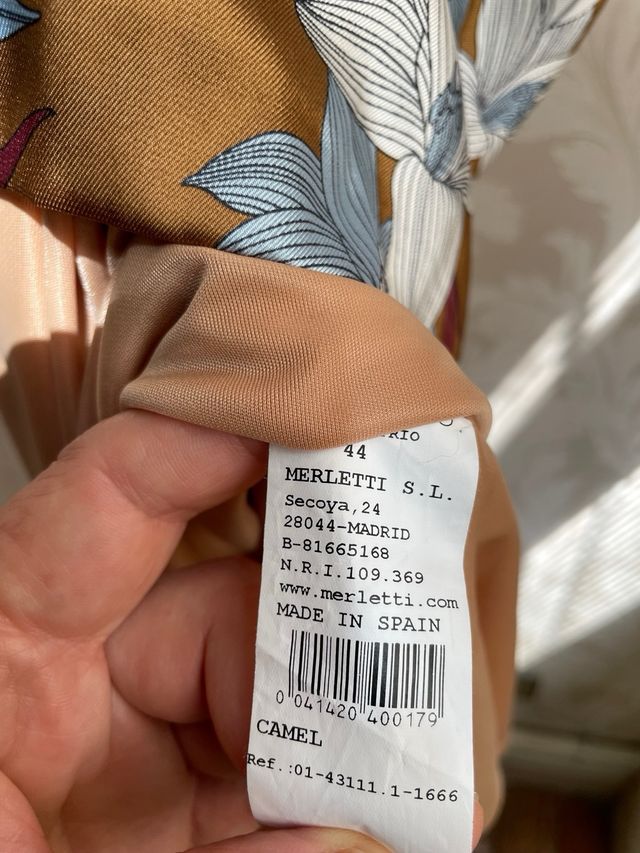 44
MERLETTI S.L.
Secoya,24
28044-MADRID
B-81665168
N.R.I.109.369
www.merletti.com
MADE IN SPAIN
0 041420 400179
CAMEL
Ref.:01-43111.1-1666